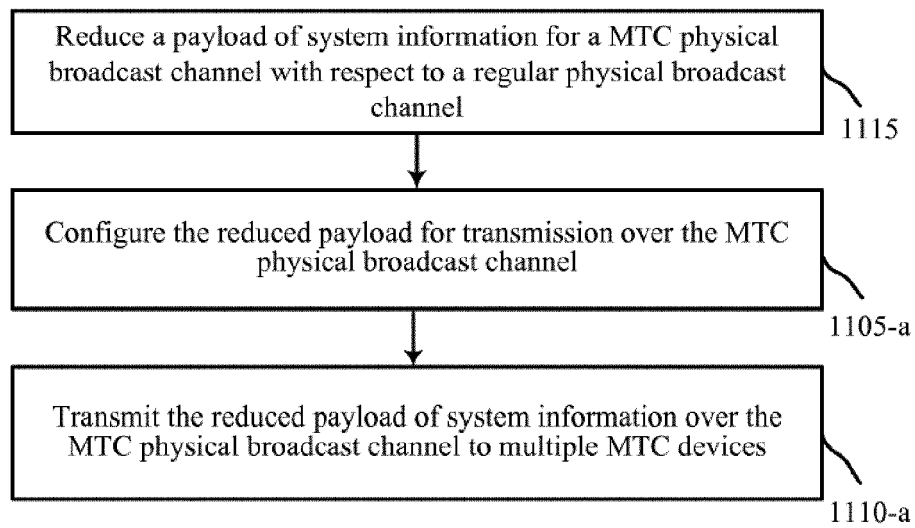 Reduce a payload of system information for a MTC physical
broadcast channel with respect to a regular physical broadcast
channel
1115
Configure the reduced payload for transmission over the MTC
physical broadcast channel
1105-a
Transmit the reduced payload of system information over the
MTC physical broadcast channel to multiple MTC devices
1110-a